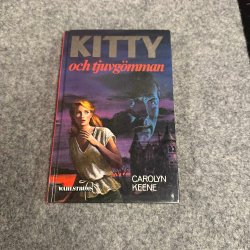 KITTY
och tjuvgömman
WAHLSTRÖMS
CAROLYN
KEENE